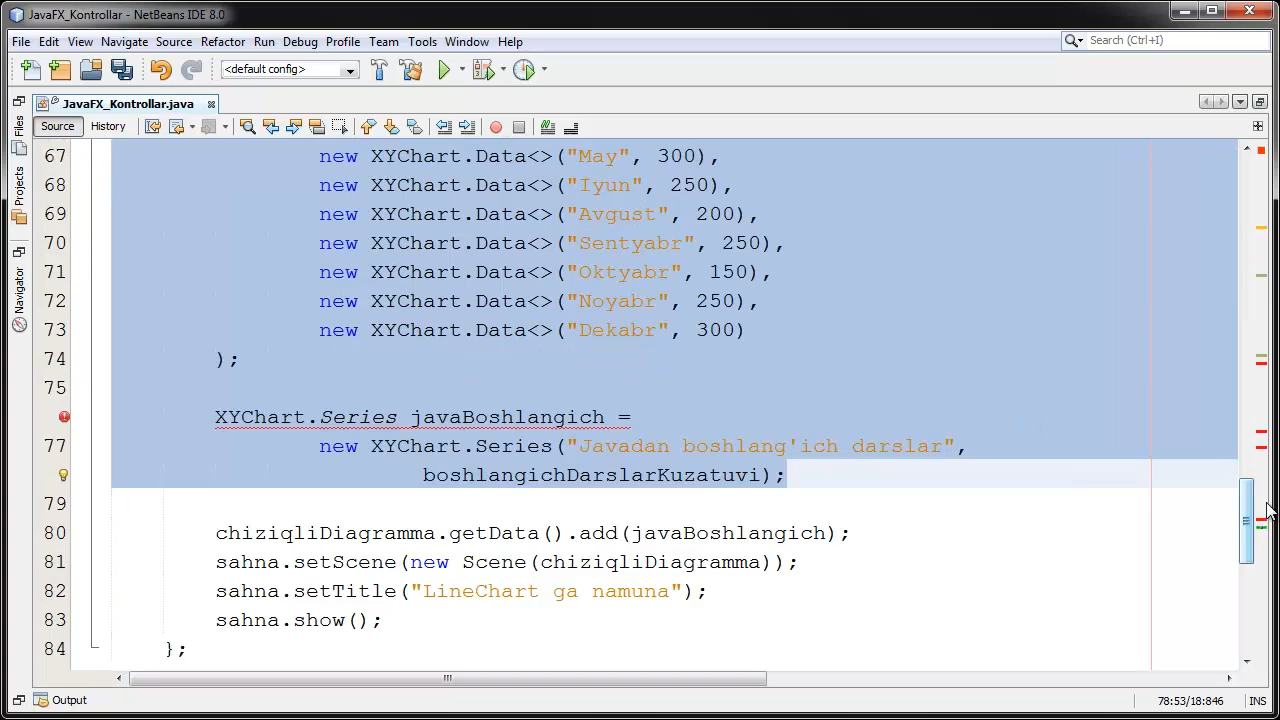 JavaFX_Kontrollar - NetBeans IDE 8.0
File Edit View Navigate Source Refactor Run Debug Profile Team Tools Window Help
Search (Ctrl+I)
<default config>
JavaFX_Kontrollar.java
Source History
Files
Projects
Navigator
67 new XYChart.Data<>("May", 300),
68 new XYChart.Data<>("Iyun", 250),
69 new XYChart.Data<>("Avgust", 200),
70 new XYChart.Data<>("Sentyabr", 250),
71 new XYChart.Data<>("Oktyabr", 150),
72 new XYChart.Data<>("Noyabr", 250),
73 new XYChart.Data<>("Dekabr", 300)
74 );
75
XYChart.Series javaBoshlangich =
77 new XYChart.Series("Javadan boshlang'ich darslar",
boshlangichDarslarKuzatuvi);
79
80 chiziqliDiagramma.getData().add(javaBoshlangich);
81 sahna.setScene(new Scene(chiziqliDiagramma));
82 sahna.setTitle("LineChart ga namuna");
83 sahna.show();
84 };
Output
78:53/18:846 INS